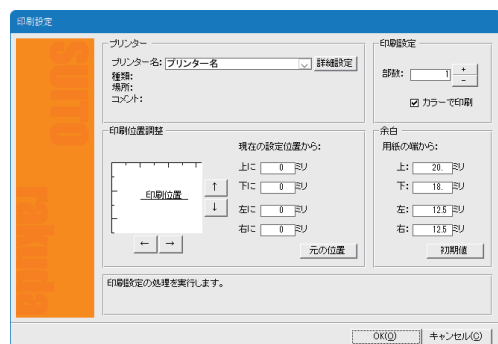 印刷設定
SUITO
rakuda
プリンター
プリンター名: プリンター名 詳細設定
種類:
場所:
コメント:
印刷設定
部数: 1 + −
カラーで印刷
印刷位置調整
現在の設定位置から:
印刷位置
↑
↓
← →
上に 0 ミリ
下に 0 ミリ
左に 0 ミリ
右に 0 ミリ
元の位置
余白
用紙の端から:
上: 20. ミリ
下: 18. ミリ
左: 12.5 ミリ
右: 12.5 ミリ
初期値
印刷設定の処理を実行します。
OK(O) キャンセル(C)